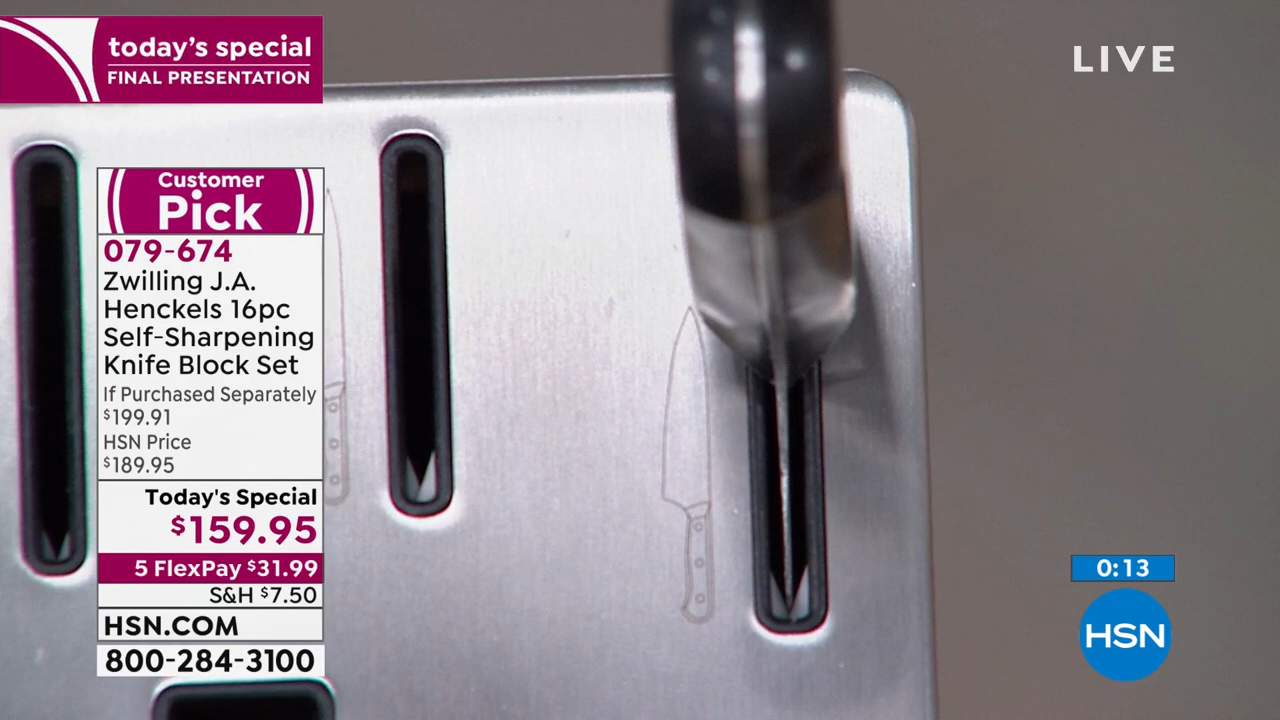 today's special
FINAL PRESENTATION
LIVE
Customer
Pick
079-674
Zwilling J.A.
Henckels 16pc
Self-Sharpening
Knife Block Set
If Purchased Separately
$199.91
HSN Price
$189.95
Today's Special
$159.95
5 FlexPay $31.99
S&H $7.50
HSN.COM
800-284-3100
0:13
HSN